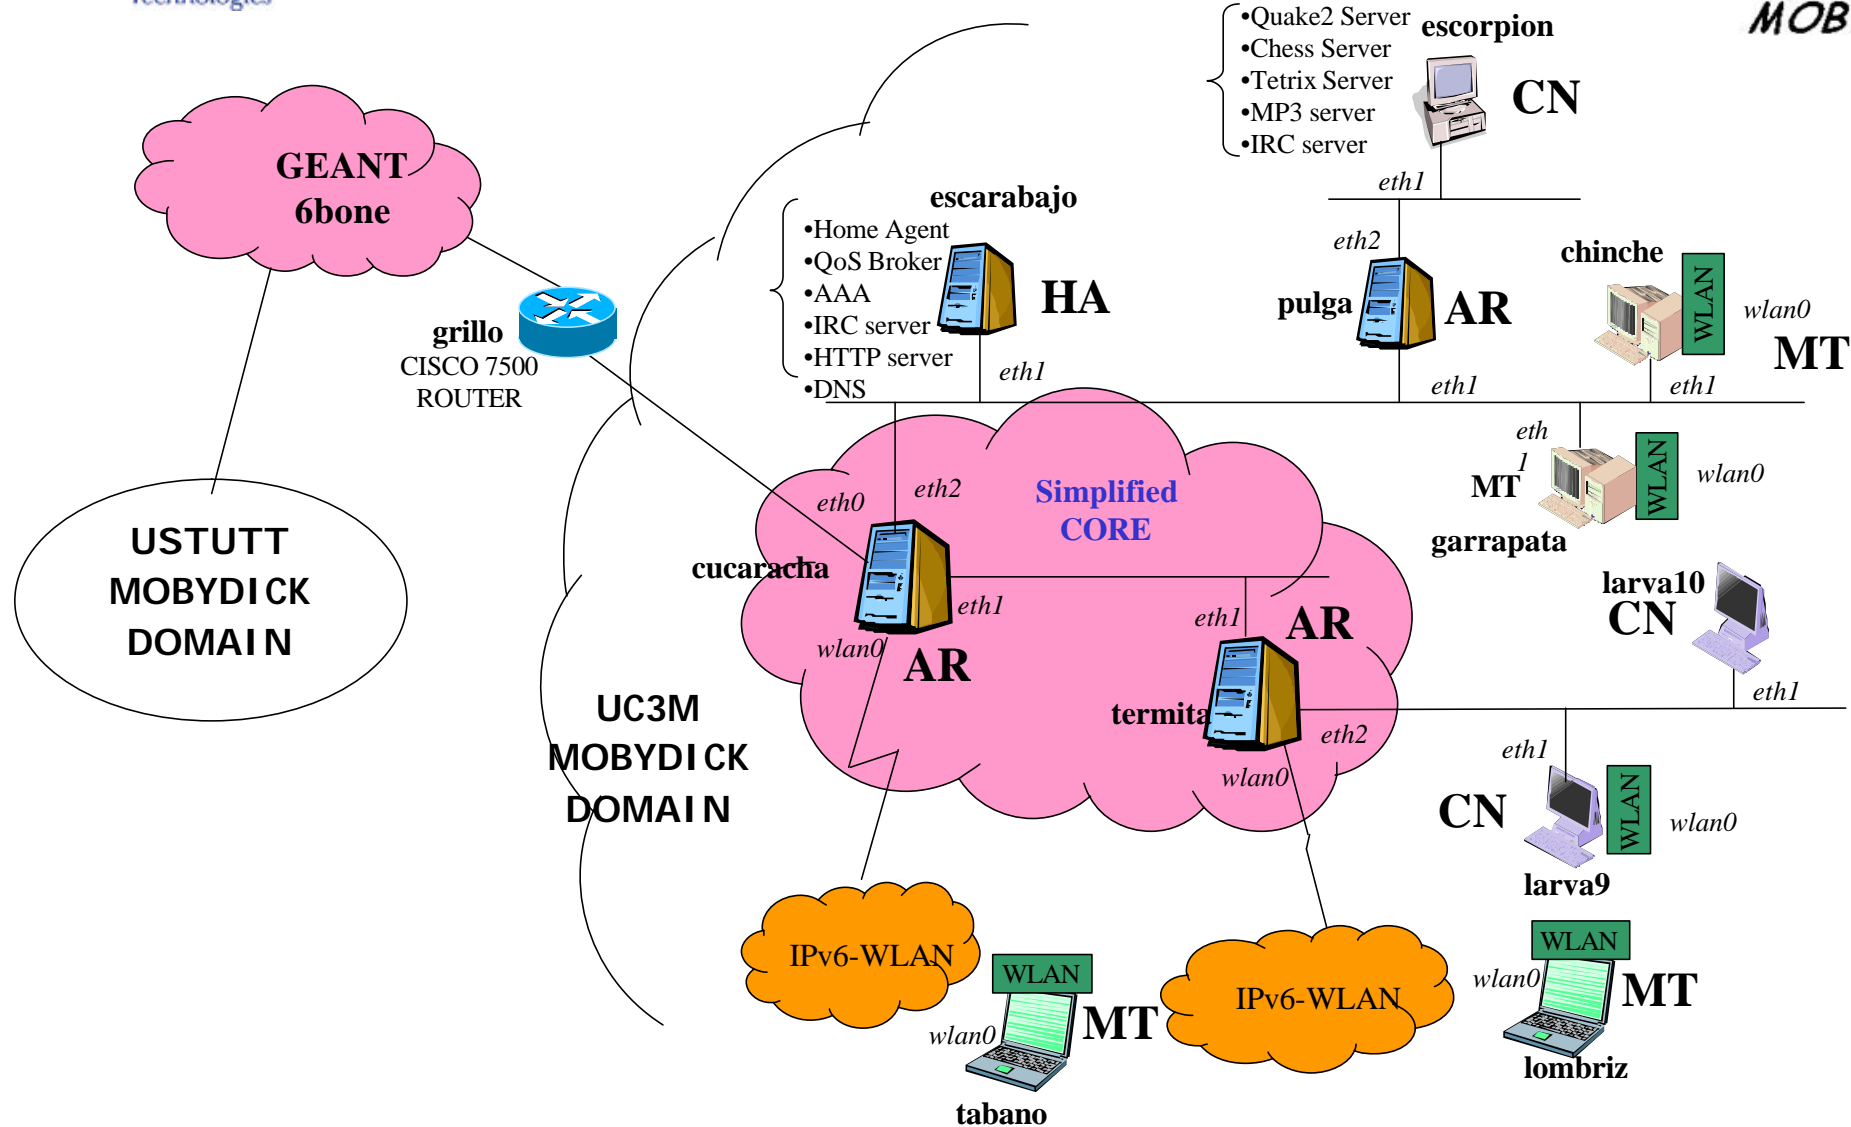 Technologies
MOB
•Quake2 Server
•Chess Server
•Tetrix Server
•MP3 server
•IRC server
escorpion
CN
eth1
GEANT
6bone
escarabajo
•Home Agent
•QoS Broker
•AAA
•IRC server
•HTTP server
•DNS
HA
eth1
eth2
pulga
AR
eth1
chinche
WLAN
wlan0
MT
eth1
grillo
CISCO 7500
ROUTER
eth
1
MT
WLAN
wlan0
garrapata
eth0
eth2
Simplified
CORE
cucaracha
eth1
wlan0
AR
eth1
AR
termita
eth2
wlan0
larva10
CN
eth1
USTUTT
MOBYDICK
DOMAIN
UC3M
MOBYDICK
DOMAIN
eth1
CN
WLAN
wlan0
larva9
IPv6-WLAN
WLAN
wlan0
MT
tabano
IPv6-WLAN
WLAN
wlan0
MT
lombriz